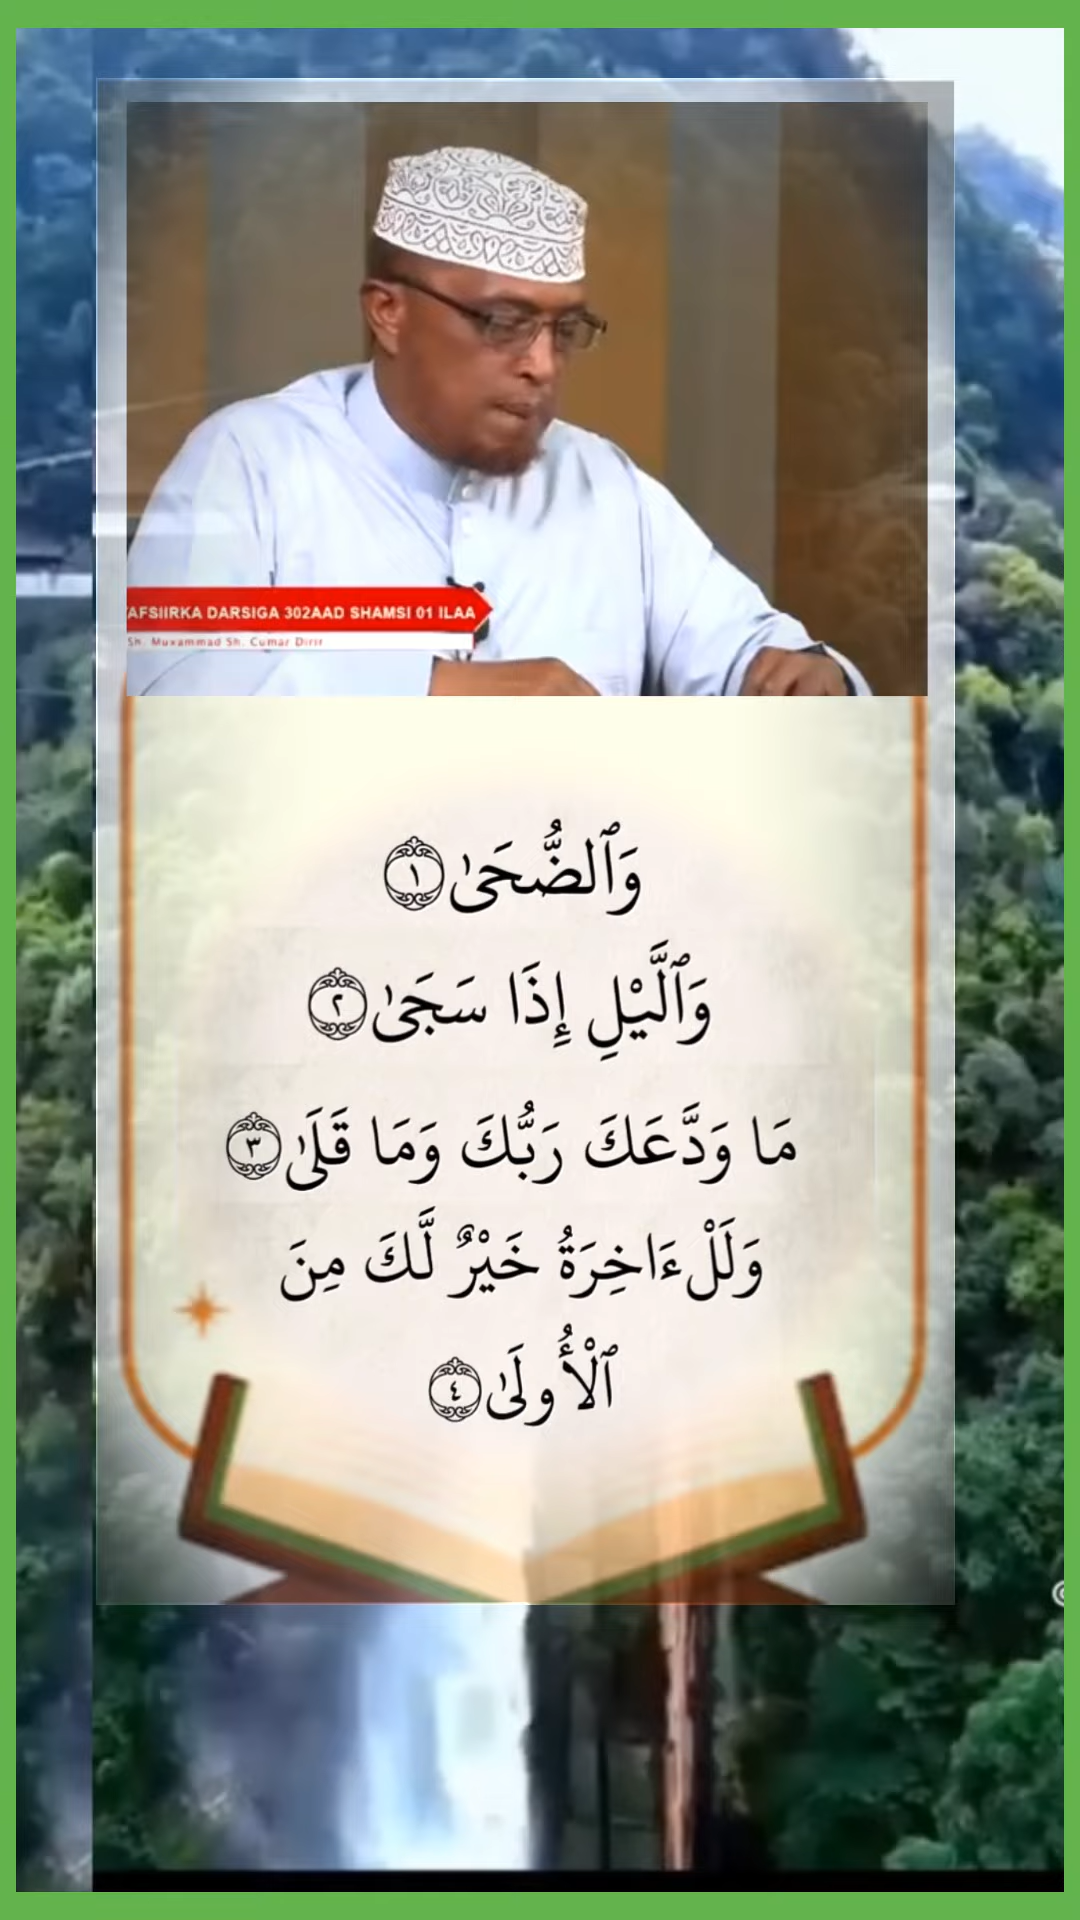 AFSIIRKA DARSIGA 302AAD SHAMSI 01 ILAA
Sh. Muxammad Sh. Cumar Dirir
وَٱلضُّحَىٰ ١
وَٱلَّيْلِ إِذَا سَجَىٰ ٢
مَا وَدَّعَكَ رَبُّكَ وَمَا قَلَىٰ ٣
وَلَلْءَاخِرَةُ خَيْرٌ لَّكَ مِنَ
ٱلْأُولَىٰ ٤